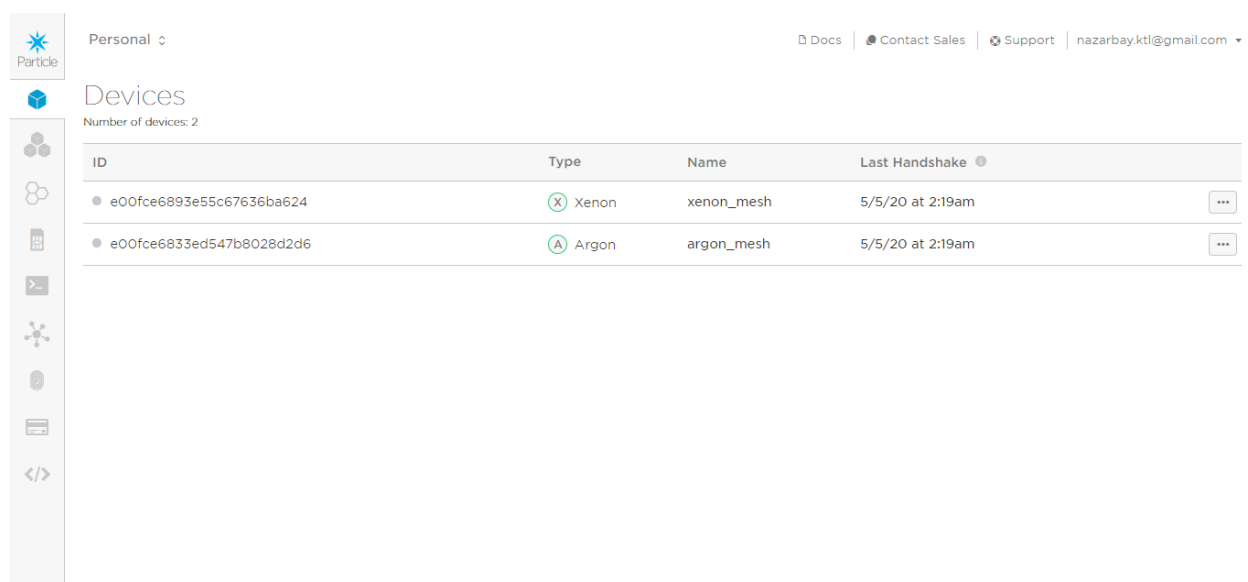 Particle
Personal
Docs Contact Sales Support nazarbay.ktl@gmail.com
Devices
Number of devices: 2
ID Type Name Last Handshake
e00fce6893e55c67636ba624 X Xenon xenon_mesh 5/5/20 at 2:19am
e00fce6833ed547b8028d2d6 A Argon argon_mesh 5/5/20 at 2:19am